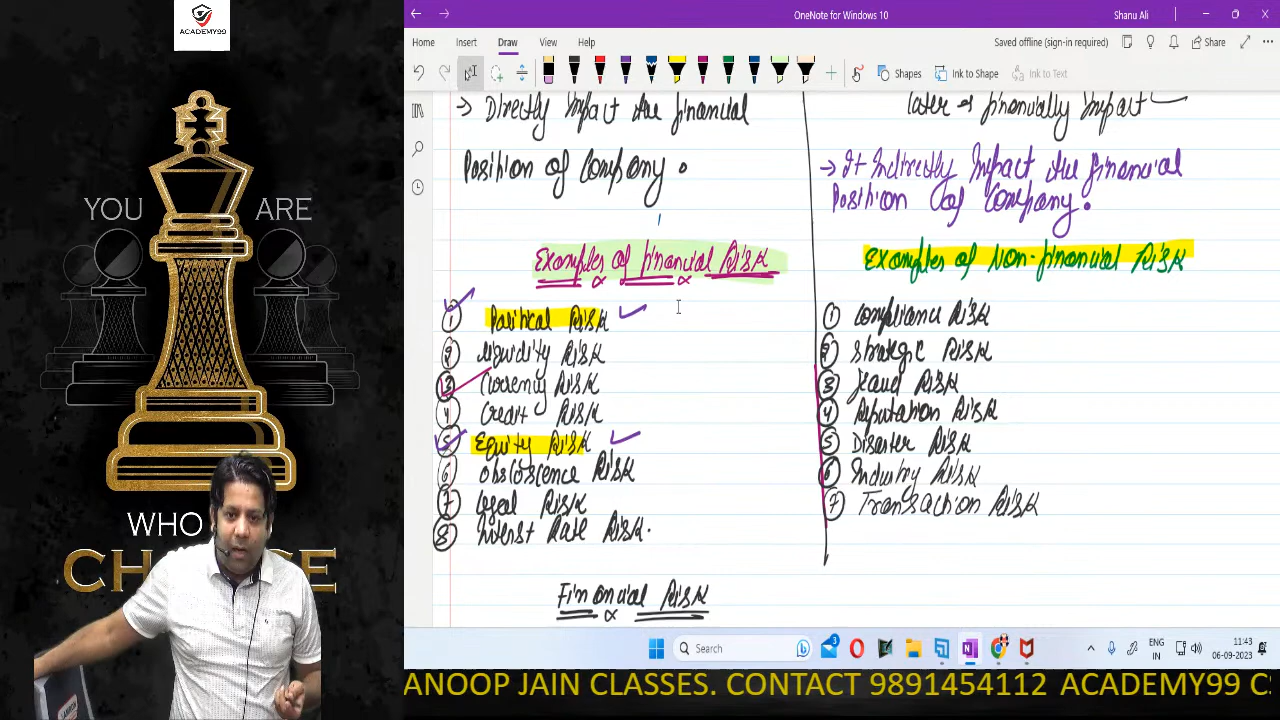 ACADEMY99
YOU ARE
WHO
CH
E
OneNote for Windows 10
Shanu Ali
Home Insert Draw View Help
Saved offline (sign-in required)
Share
Shapes
Ink to Shape
Ink to Text
→ Directly impact the financial
Position of Company.
later → financially impact
→ It Indirectly Impact the financial
Position of Company.
Examples of financial Risk
① Political Risk
② liquidity Risk
③ Currency Risk
④ Credit Risk
⑤ Equity Risk
⑥ obsoscence Risk
⑦ legal Risk
⑧ Interst Rate Risk.
Financial Risk
Examples of Non-financial Risk
① Compliance Risk
② Strategic Risk
③ fraud Risk
④ Reputation Risk
⑤ Disaster Risk
⑥ Industry Risk
⑦ Transaction Risk
Search
3
ENG
IN
11:43
06-09-2023
ANOOP JAIN CLASSES. CONTACT 9891454112 ACADEMY99 C